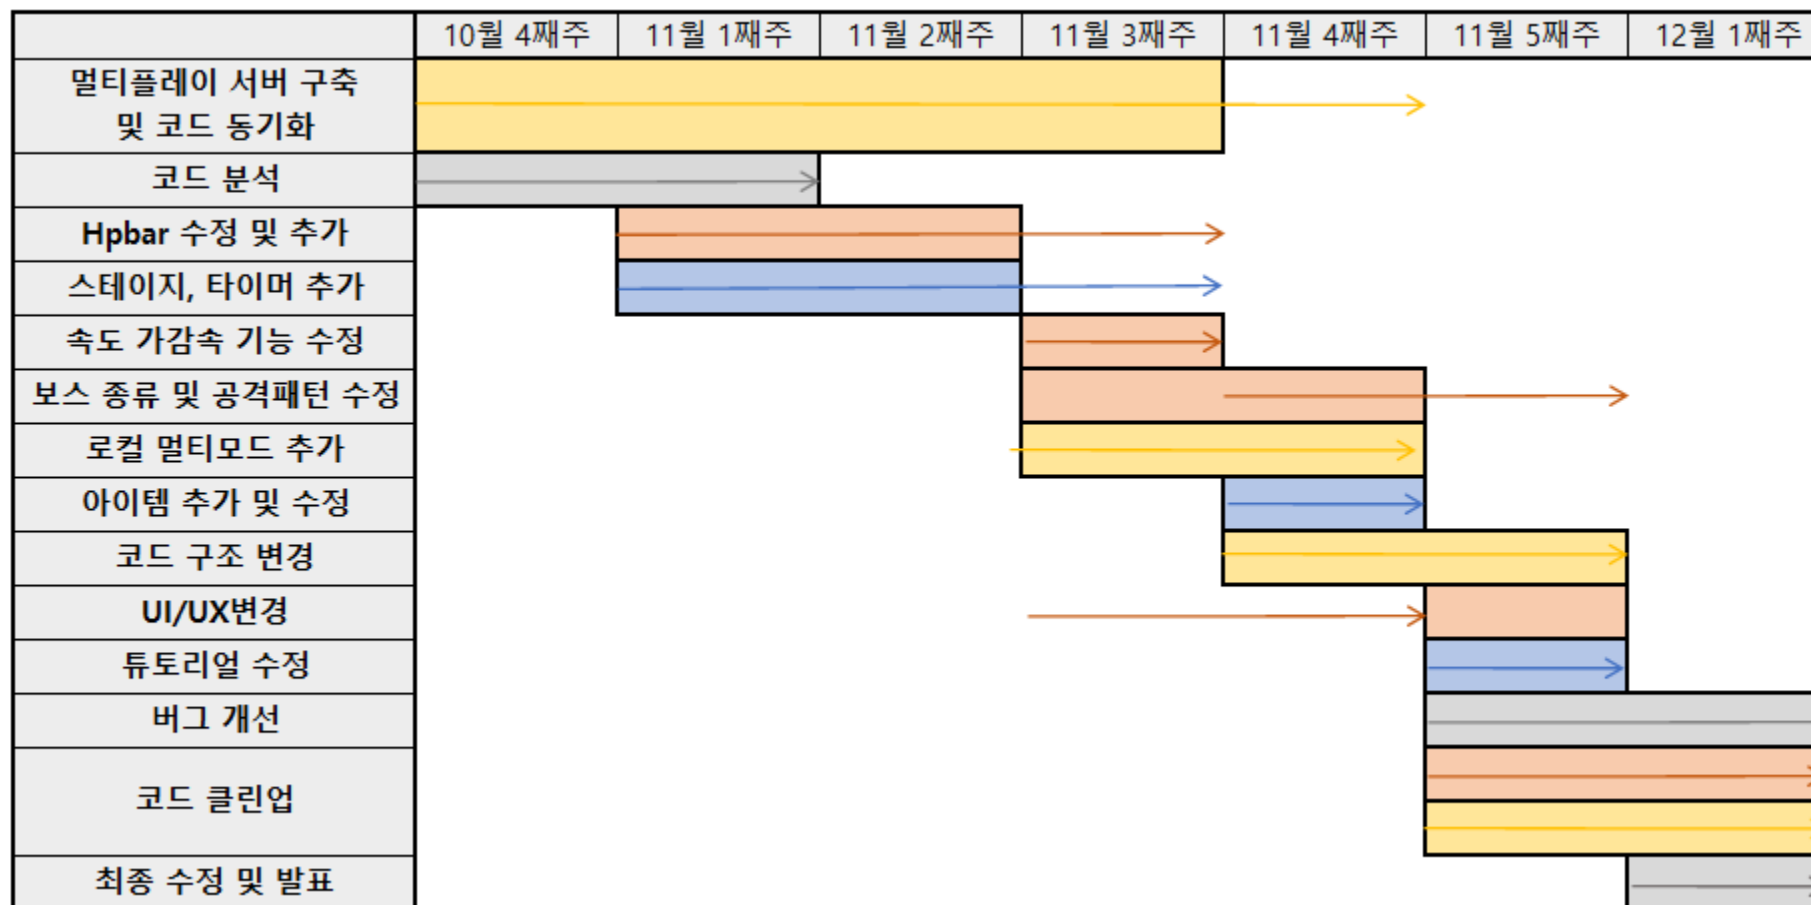 10월 4째주 11월 1째주 11월 2째주 11월 3째주 11월 4째주 11월 5째주 12월 1째주
멀티플레이 서버 구축
및 코드 동기화
코드 분석
Hpbar 수정 및 추가
스테이지, 타이머 추가
속도 가감속 기능 수정
보스 종류 및 공격패턴 수정
로컬 멀티모드 추가
아이템 추가 및 수정
코드 구조 변경
UI/UX변경
튜토리얼 수정
버그 개선
코드 클린업
최종 수정 및 발표